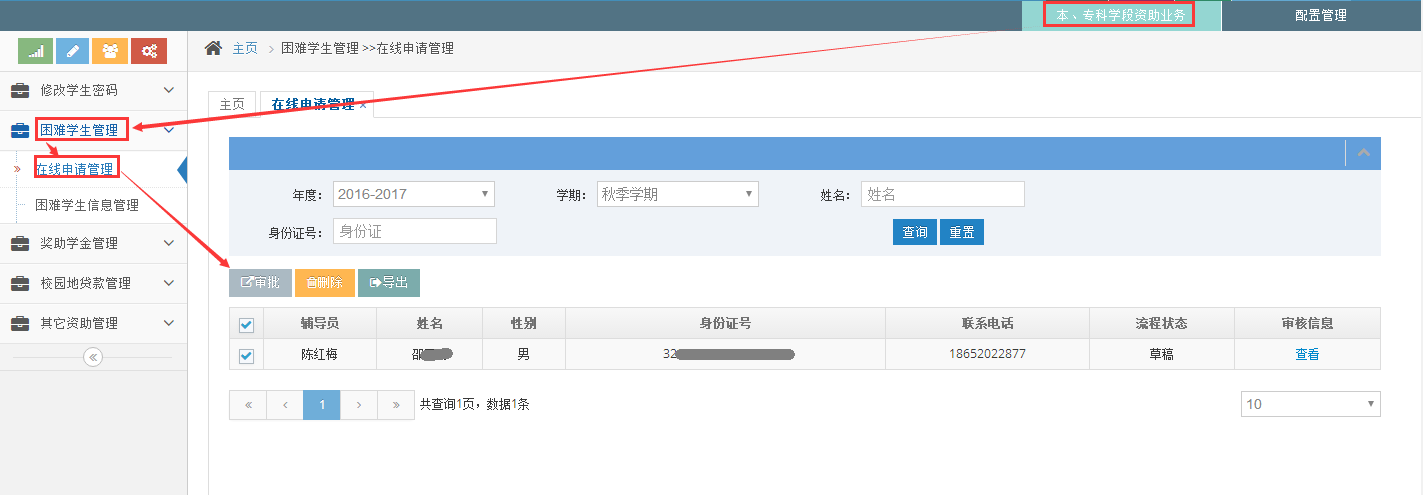 本、专科学段资助业务 配置管理
主页 > 困难学生管理 >>在线申请管理
修改学生密码
困难学生管理
在线申请管理
困难学生信息管理
奖助学金管理
校园地贷款管理
其它资助管理
主页 在线申请管理 ×
年度: 2016-2017 学期: 秋季学期 姓名: 姓名
身份证号: 身份证 查询 重置
审批 删除 导出
辅导员 姓名 性别 身份证号 联系电话 流程状态 审核信息
陈红梅 邵 男 32 18652022877 草稿 查看
« ‹ 1 › » 共查询1页，数据1条 10